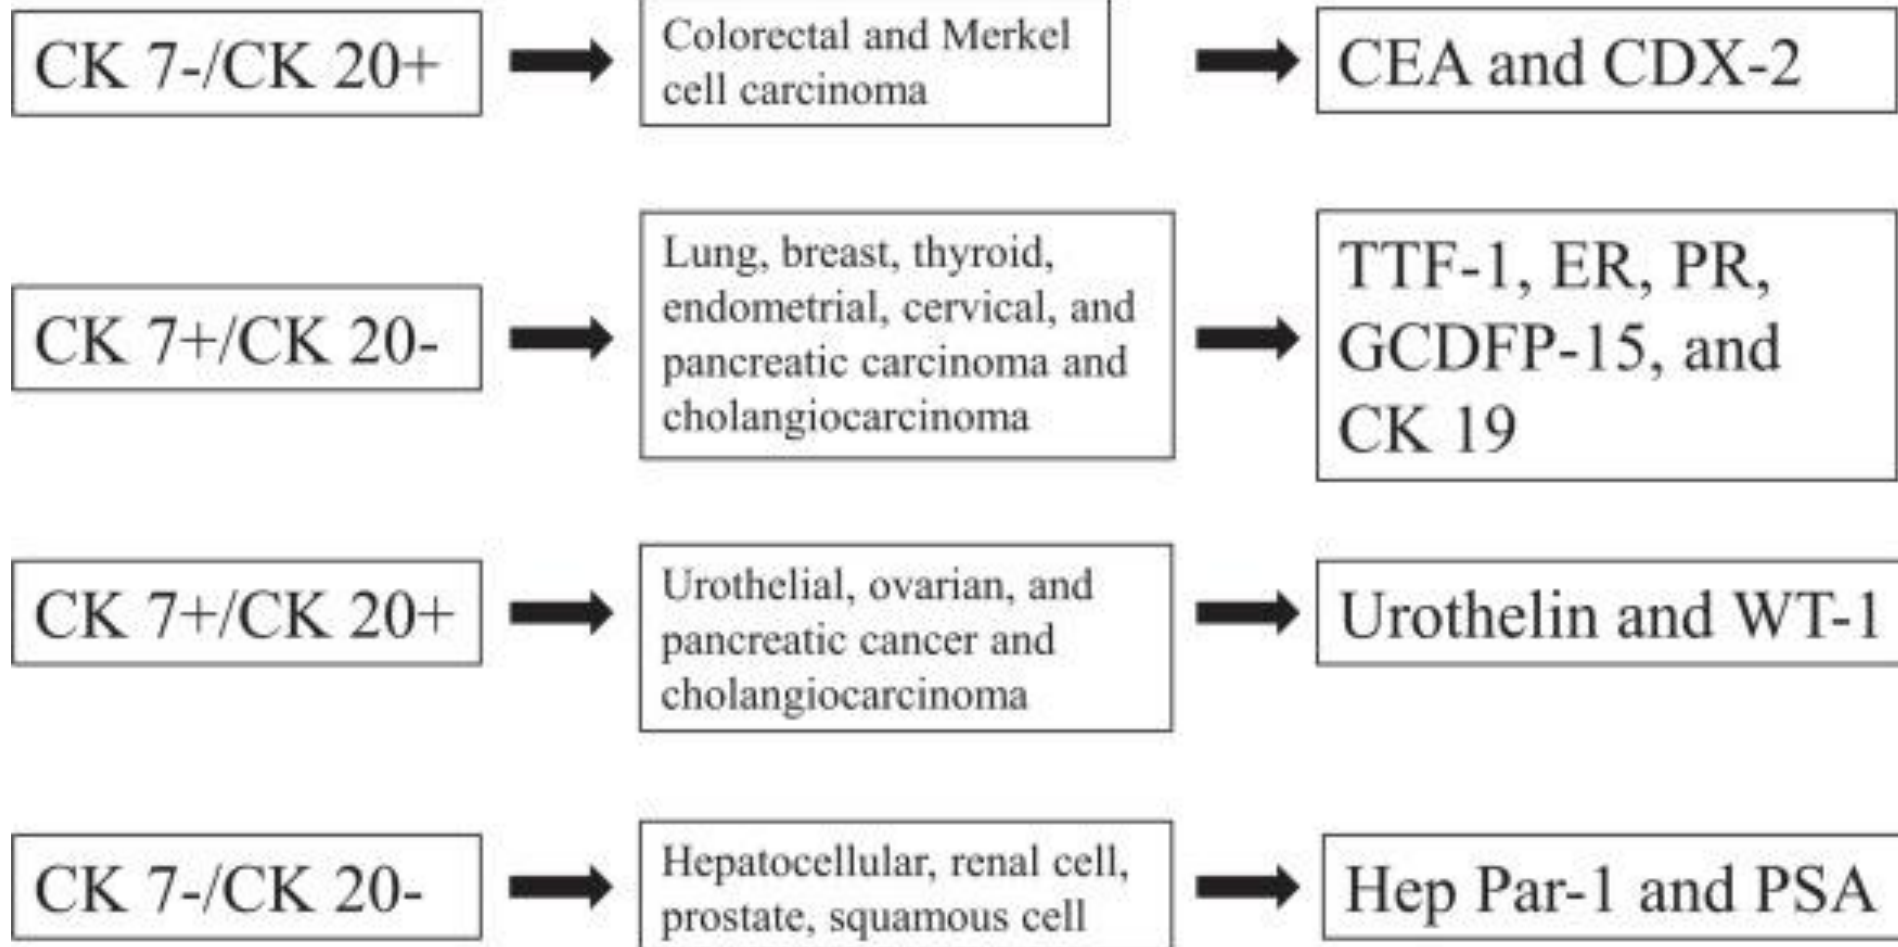 CK 7-/CK 20+
Colorectal and Merkel
cell carcinoma
CEA and CDX-2
CK 7+/CK 20-
Lung, breast, thyroid,
endometrial, cervical, and
pancreatic carcinoma and
cholangiocarcinoma
TTF-1, ER, PR,
GCDFP-15, and
CK 19
CK 7+/CK 20+
Urothelial, ovarian, and
pancreatic cancer and
cholangiocarcinoma
Urothelin and WT-1
CK 7-/CK 20-
Hepatocellular, renal cell,
prostate, squamous cell
Hep Par-1 and PSA